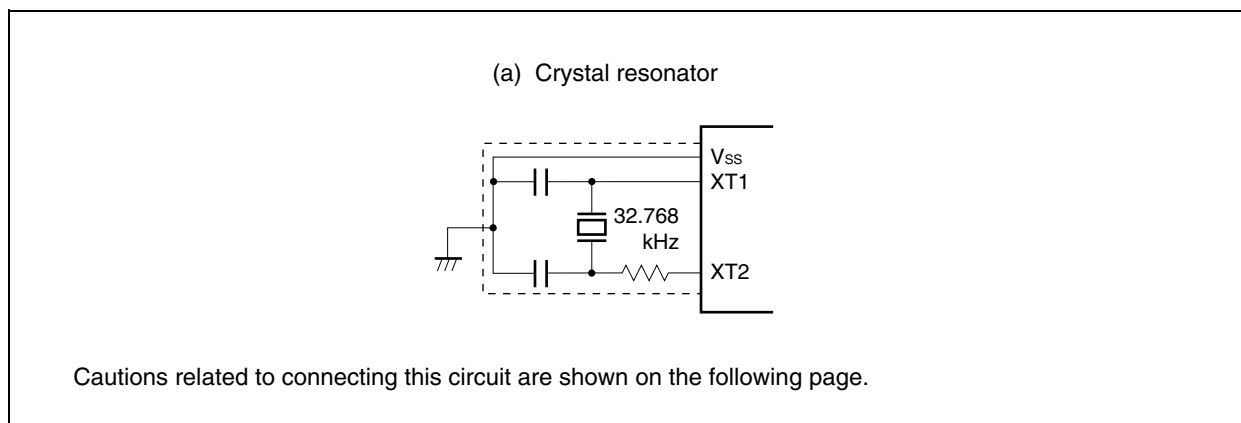 (a) Crystal resonator
Vss
XT1
32.768
kHz
XT2
Cautions related to connecting this circuit are shown on the following page.